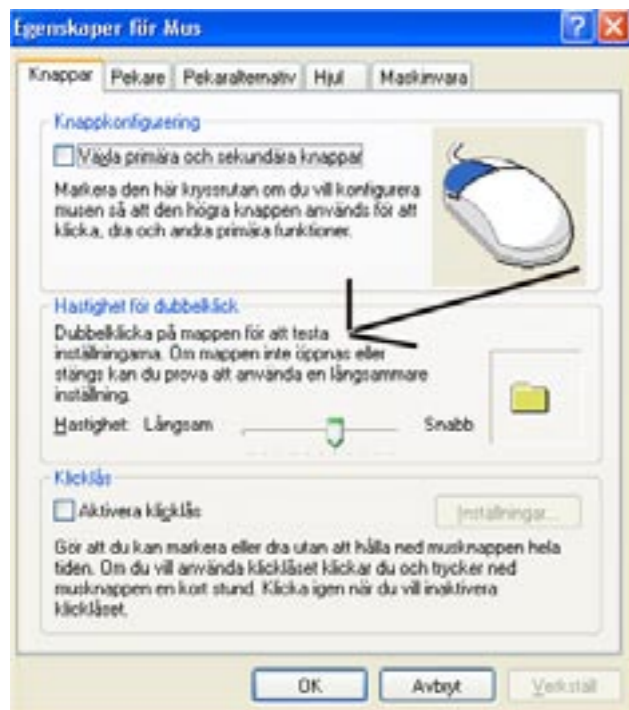 Egenskaper för Mus
Knappar Pekare Pekaralternativ Hjul Maskinvara
Knappkonfigurering
Växla primära och sekundära knappar
Markera den här kryssrutan om du vill konfigurera
musen så att den högra knappen används för att
klicka, dra och andra primära funktioner.
Hastighet för dubbelklick
Dubbelklicka på mappen för att testa
inställningarna. Om mappen inte öppnas eller
stängs kan du prova att använda en långsammare
inställning.
Hastighet: Långsam Snabb
Klicklås
Aktivera klicklås Inställningar...
Gör att du kan markera eller dra utan att hålla ned musknappen hela
tiden. Om du vill använda klicklåset klickar du och trycker ned
musknappen en kort stund. Klicka igen när du vill inaktivera
klicklåset.
OK Avbryt Verkställ